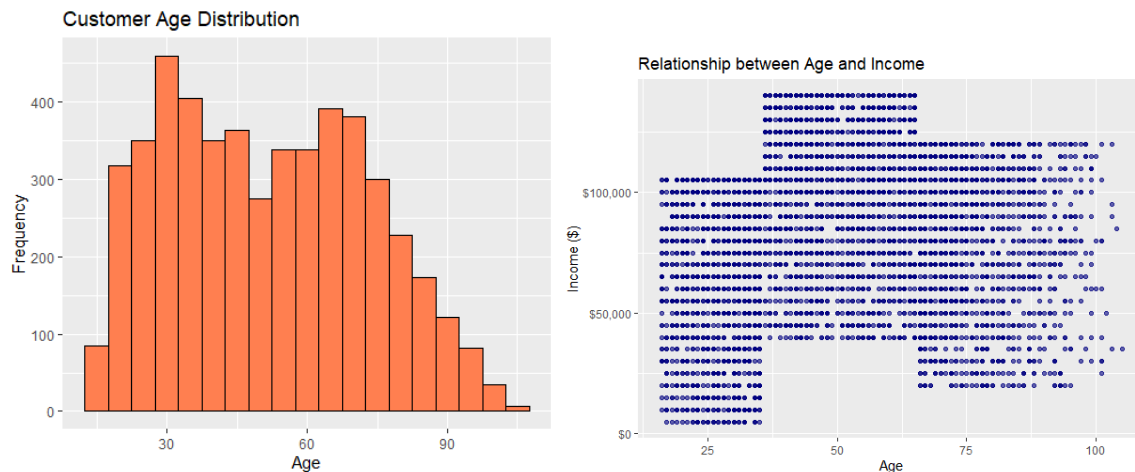 Customer Age Distribution
400
300
200
100
0
Frequency
30 60 90
Age
Relationship between Age and Income
$100,000
$50,000
$0
Income ($)
25 50 75 100
Age